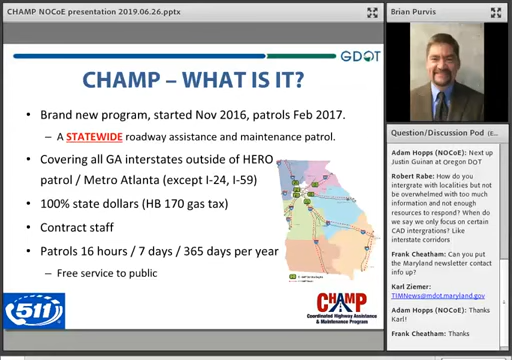 CHAMP NOCoE presentation 2019.06.26.pptx
GDOT
CHAMP – WHAT IS IT?
• Brand new program, started Nov 2016, patrols Feb 2017.
– A STATEWIDE roadway assistance and maintenance patrol.
• Covering all GA interstates outside of HERO
patrol / Metro Atlanta (except I-24, I-59)
• 100% state dollars (HB 170 gas tax)
• Contract staff
• Patrols 16 hours / 7 days / 365 days per year
– Free service to public
511
CHAMP
Coordinated Highway Assistance
& Maintenance Program
Brian Purvis
Question/Discussion Pod (E...
Adam Hopps (NOCoE): Next up
Justin Guinan at Oregon DOT
Robert Rabe: How do you
intergrate with localities but not
be overwhelmed with too much
information and not enough
resources to respond? When
do we say we only focus on
certain CAD intergrations? Like
interstate corridors
Frank Cheatham: Can you put
the Maryland newsletter contact
info up?
Karl Ziemer:
TIMNews@mdot.maryland.gov
Adam Hopps (NOCoE): Thanks
Karl!
Frank Cheatham: Thanks